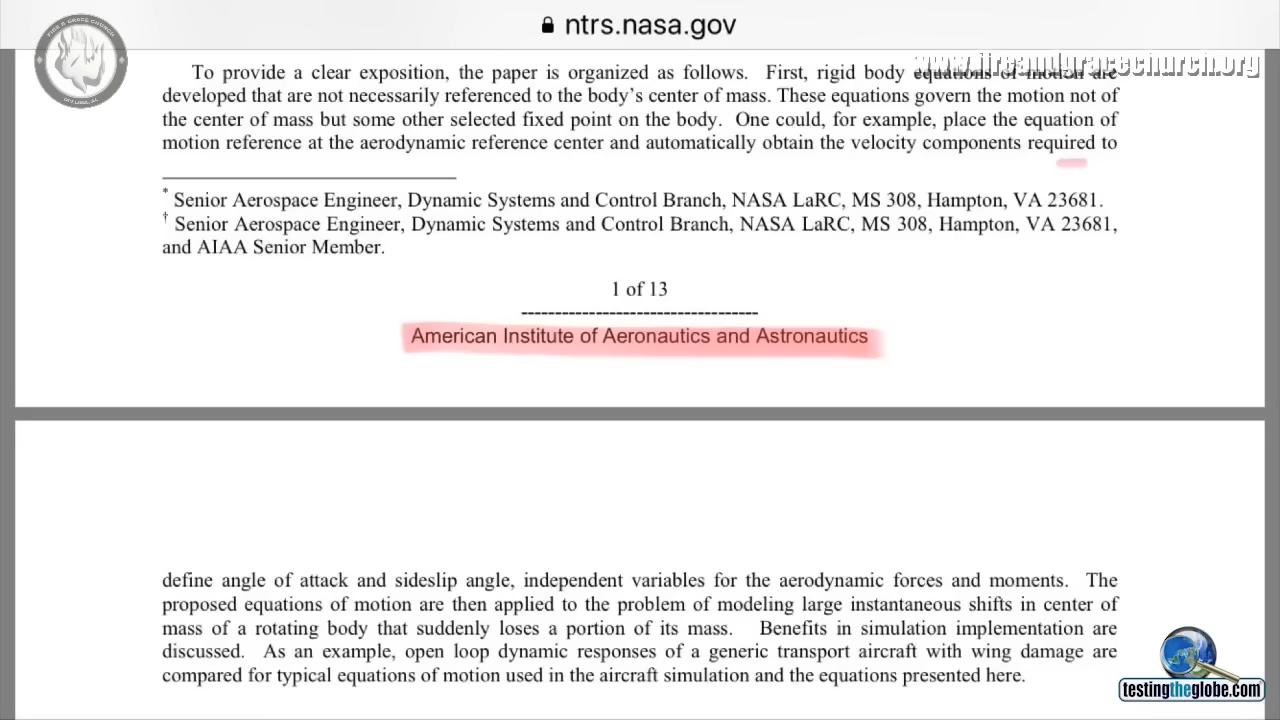 ntrs.nasa.gov
www.fireandgracechurch.org
FIRE & GRACE CHURCH
To provide a clear exposition, the paper is organized as follows. First, rigid body equations of motion are
developed that are not necessarily referenced to the body's center of mass. These equations govern the motion not of
the center of mass but some other selected fixed point on the body. One could, for example, place the equation of
motion reference at the aerodynamic reference center and automatically obtain the velocity components required to
* Senior Aerospace Engineer, Dynamic Systems and Control Branch, NASA LaRC, MS 308, Hampton, VA 23681.
† Senior Aerospace Engineer, Dynamic Systems and Control Branch, NASA LaRC, MS 308, Hampton, VA 23681,
and AIAA Senior Member.
1 of 13
----------------------------------
American Institute of Aeronautics and Astronautics
define angle of attack and sideslip angle, independent variables for the aerodynamic forces and moments. The
proposed equations of motion are then applied to the problem of modeling large instantaneous shifts in center of
mass of a rotating body that suddenly loses a portion of its mass. Benefits in simulation implementation are
discussed. As an example, open loop dynamic responses of a generic transport aircraft with wing damage are
compared for typical equations of motion used in the aircraft simulation and the equations presented here.
testingtheglobe.com